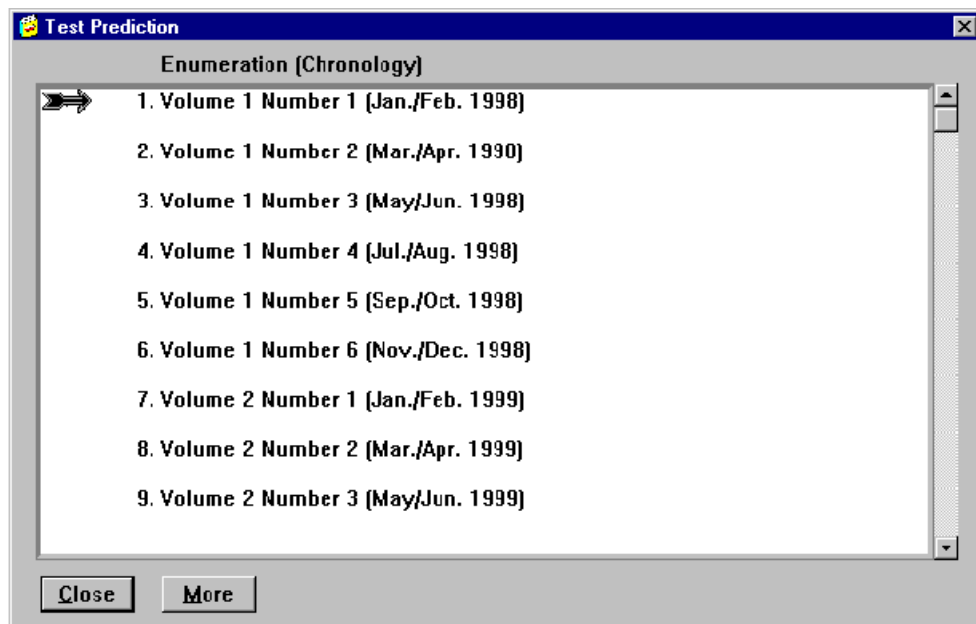 Test Prediction
Enumeration (Chronology)
1. Volume 1 Number 1 (Jan./Feb. 1998)
2. Volume 1 Number 2 (Mar./Apr. 1990)
3. Volume 1 Number 3 (May/Jun. 1998)
4. Volume 1 Number 4 (Jul./Aug. 1998)
5. Volume 1 Number 5 (Sep./Oct. 1998)
6. Volume 1 Number 6 (Nov./Dec. 1998)
7. Volume 2 Number 1 (Jan./Feb. 1999)
8. Volume 2 Number 2 (Mar./Apr. 1999)
9. Volume 2 Number 3 (May/Jun. 1999)
Close More